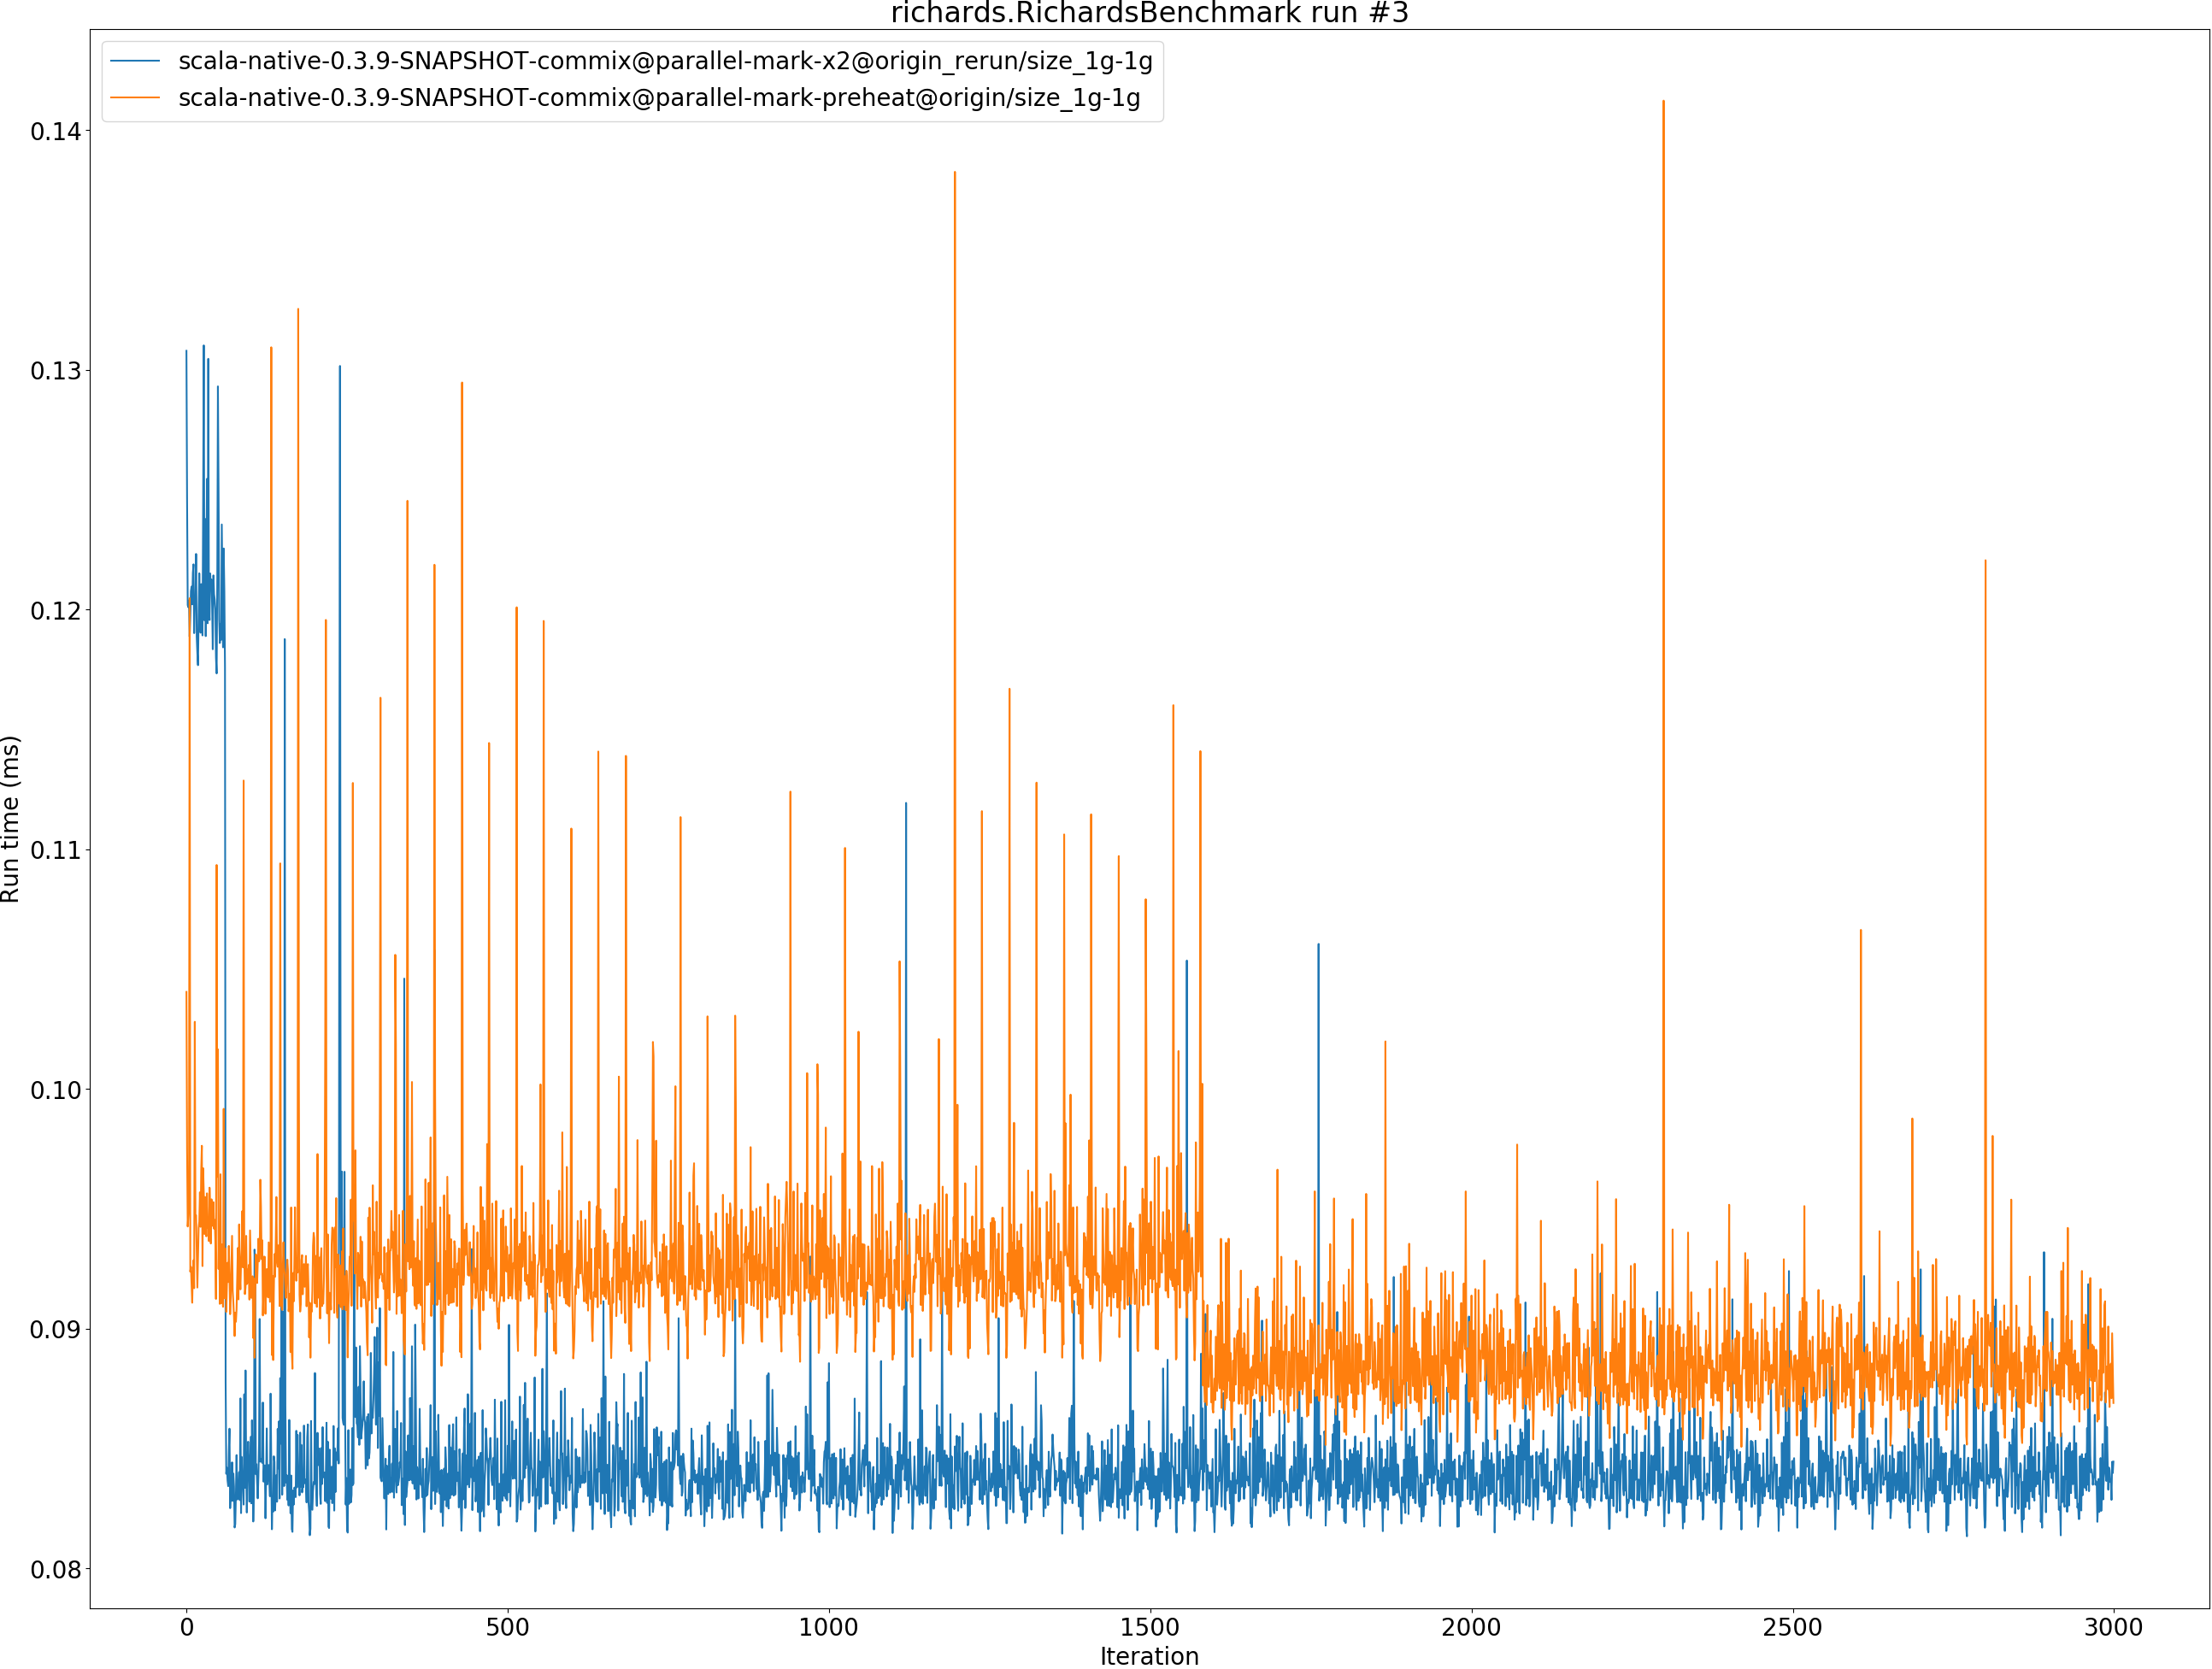 richards.RichardsBenchmark run #3
scala-native-0.3.9-SNAPSHOT-commix@parallel-mark-x2@origin_rerun/size_1g-1g
scala-native-0.3.9-SNAPSHOT-commix@parallel-mark-preheat@origin/size_1g-1g
0.14
0.13
0.12
0.11
0.10
0.09
0.08
Run time (ms)
0 500 1000 1500 2000 2500 3000
Iteration